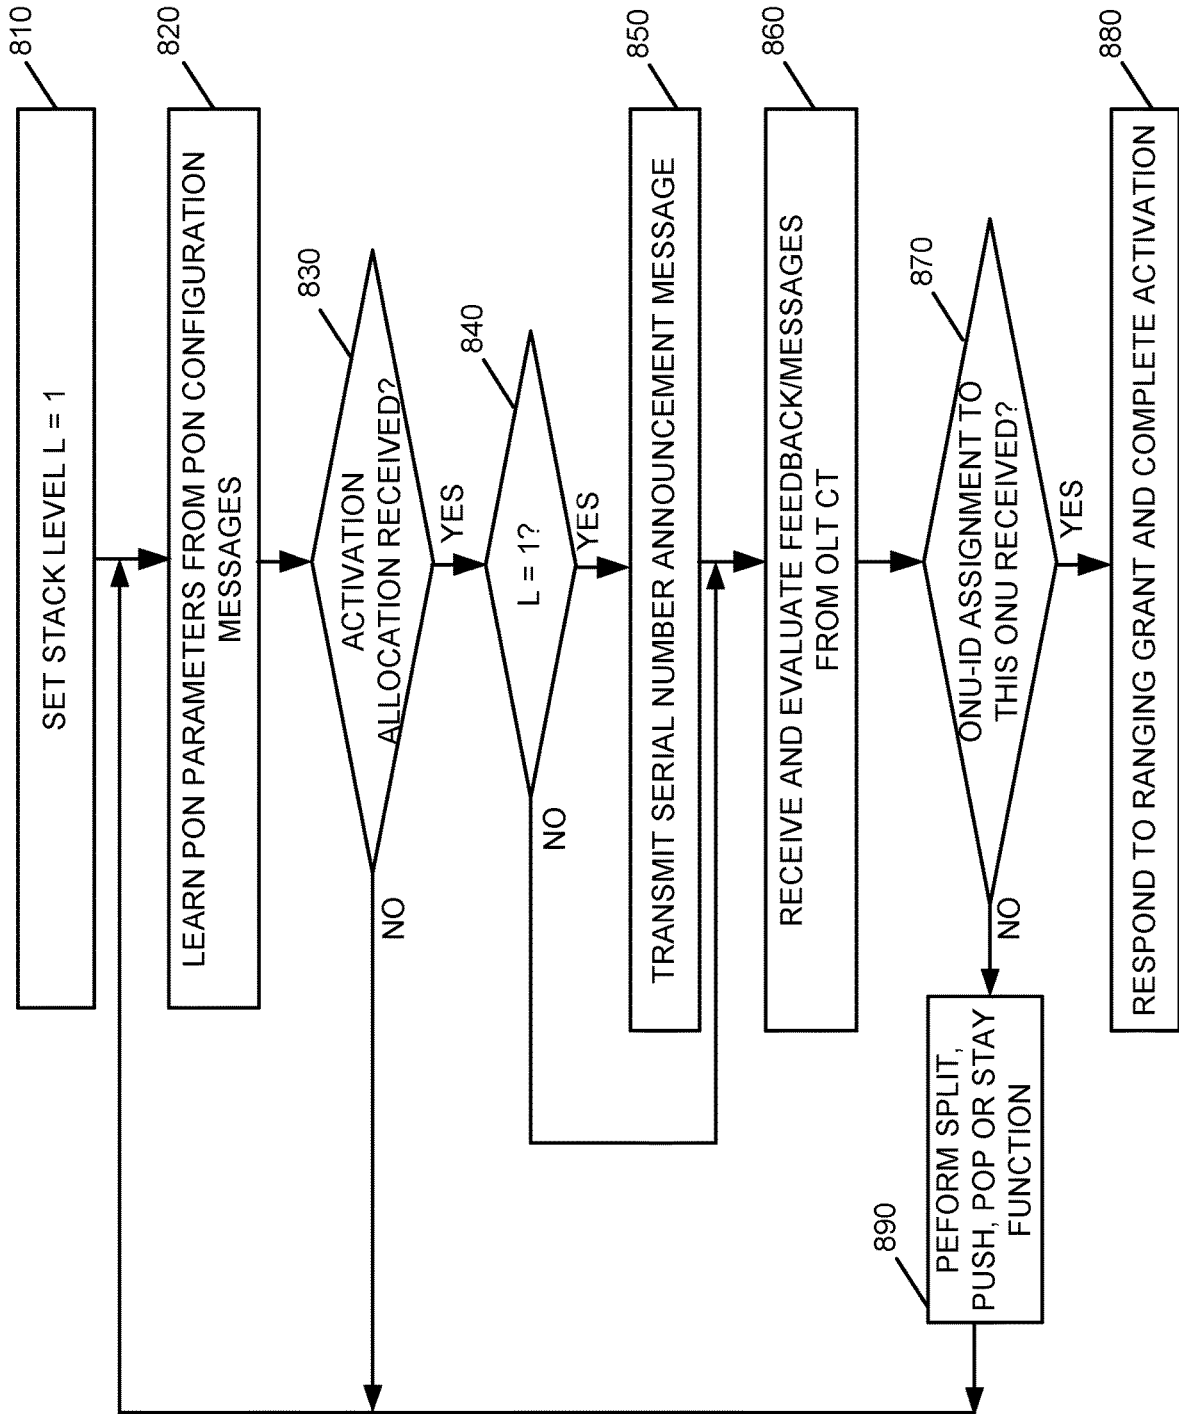 810
SET STACK LEVEL L = 1
820
LEARN PON PARAMETERS FROM PON CONFIGURATION
MESSAGES
830
ACTIVATION
ALLOCATION RECEIVED?
NO
YES
840
L = 1?
NO
YES
850
TRANSMIT SERIAL NUMBER ANNOUNCEMENT MESSAGE
860
RECEIVE AND EVALUATE FEEDBACK/MESSAGES
FROM OLT CT
870
ONU-ID ASSIGNMENT TO
THIS ONU RECEIVED?
NO
YES
890
PEFORM SPLIT,
PUSH, POP OR STAY
FUNCTION
880
RESPOND TO RANGING GRANT AND COMPLETE ACTIVATION